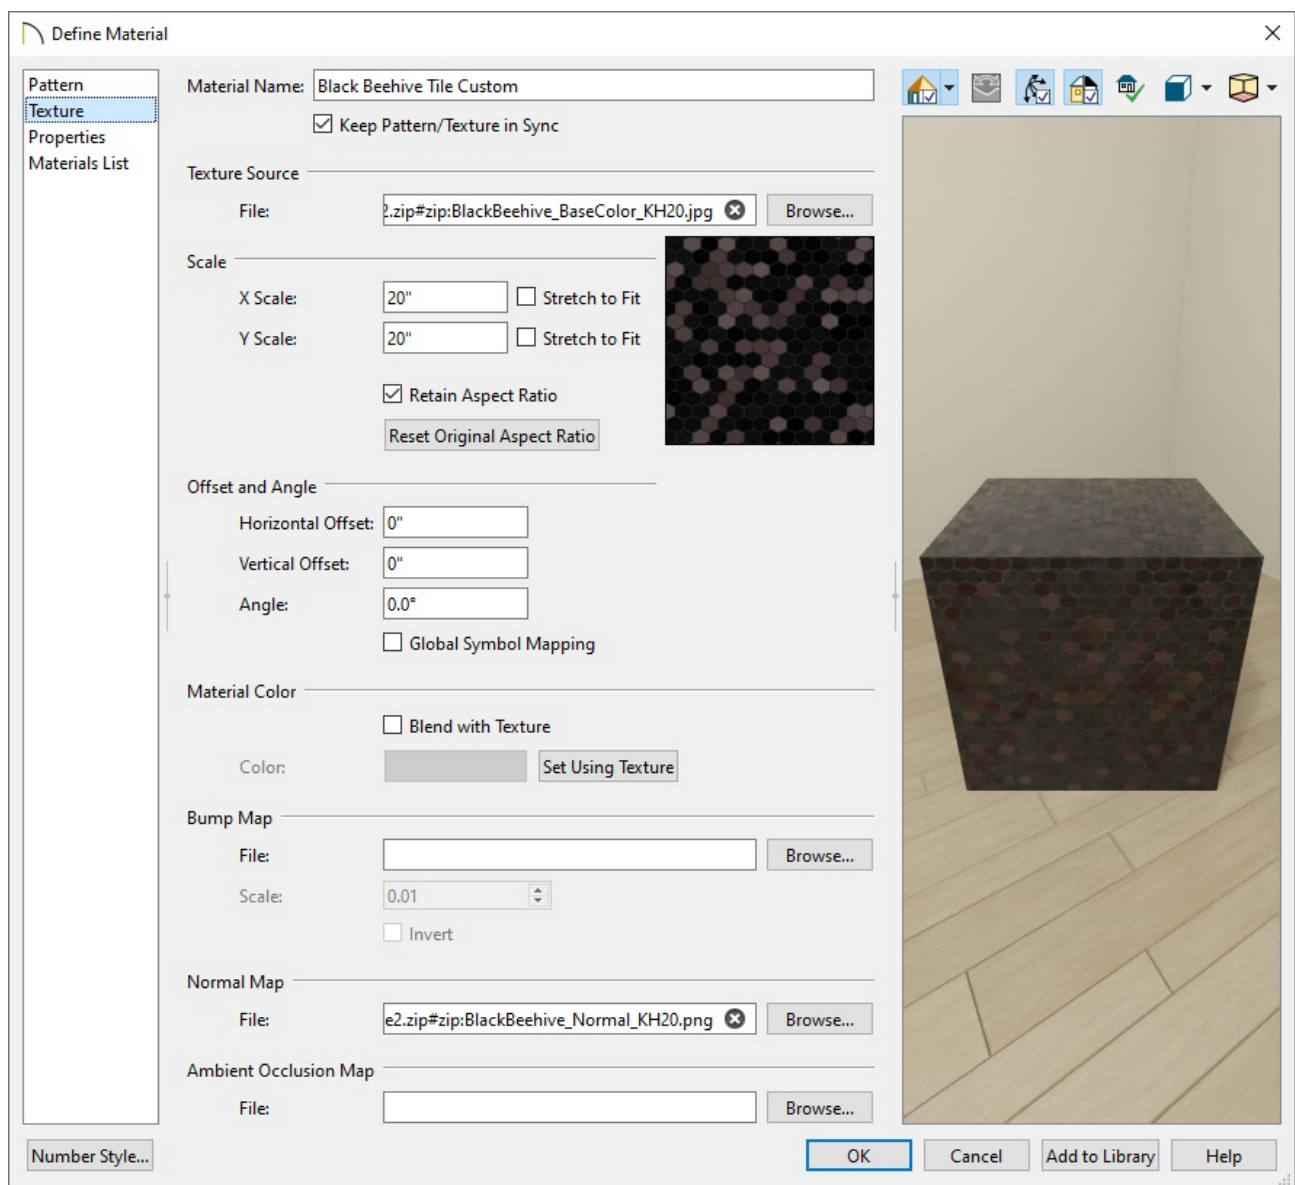 Define Material
Pattern
Texture
Properties
Materials List
Material Name: Black Beehive Tile Custom
Keep Pattern/Texture in Sync
Texture Source
File: 2.zip#zip:BlackBeehive_BaseColor_KH20.jpg Browse...
Scale
X Scale: 20" Stretch to Fit
Y Scale: 20" Stretch to Fit
Retain Aspect Ratio
Reset Original Aspect Ratio
Offset and Angle
Horizontal Offset: 0"
Vertical Offset: 0"
Angle: 0.0°
Global Symbol Mapping
Material Color
Blend with Texture
Color: Set Using Texture
Bump Map
File: Browse...
Scale: 0.01
Invert
Normal Map
File: e2.zip#zip:BlackBeehive_Normal_KH20.png Browse...
Ambient Occlusion Map
File: Browse...
Number Style... OK Cancel Add to Library Help